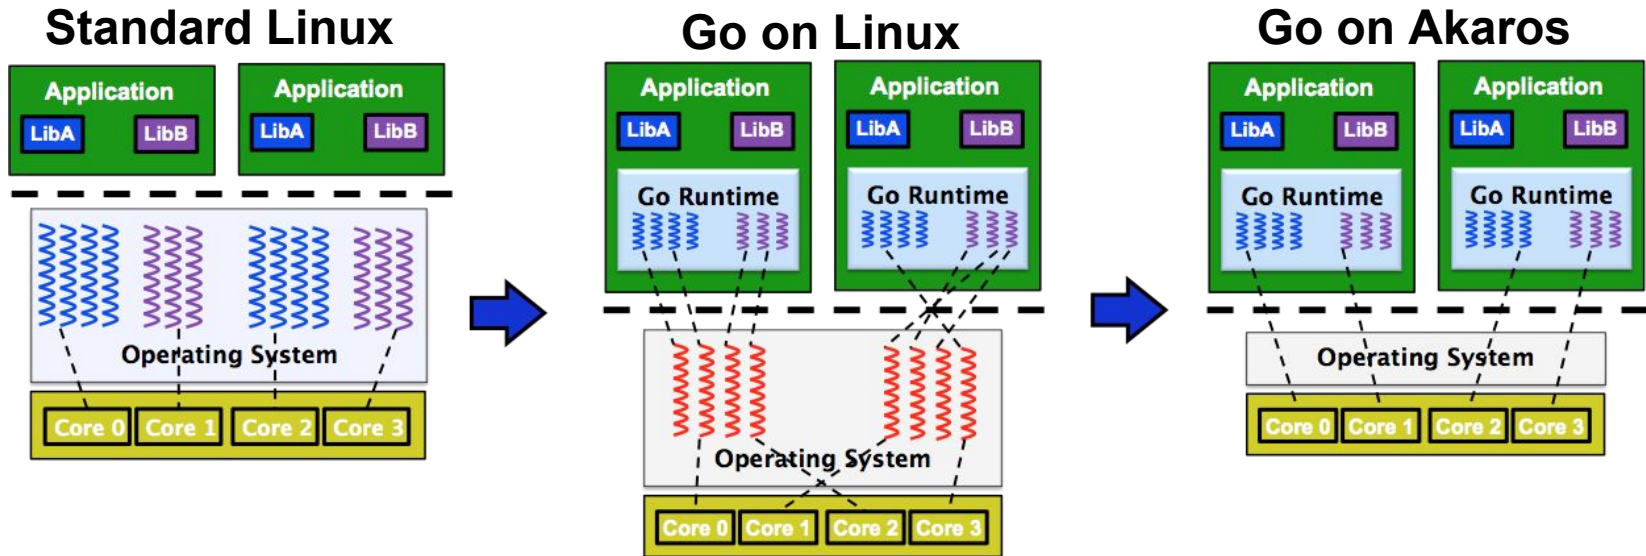 Standard Linux
Application
LibA
LibB
Application
LibA
LibB
Operating System
Core 0
Core 1
Core 2
Core 3
Go on Linux
Application
LibA
LibB
Go Runtime
Application
LibA
LibB
Go Runtime
Operating System
Core 0
Core 1
Core 2
Core 3
Go on Akaros
Application
LibA
LibB
Go Runtime
Application
LibA
LibB
Go Runtime
Operating System
Core 0
Core 1
Core 2
Core 3